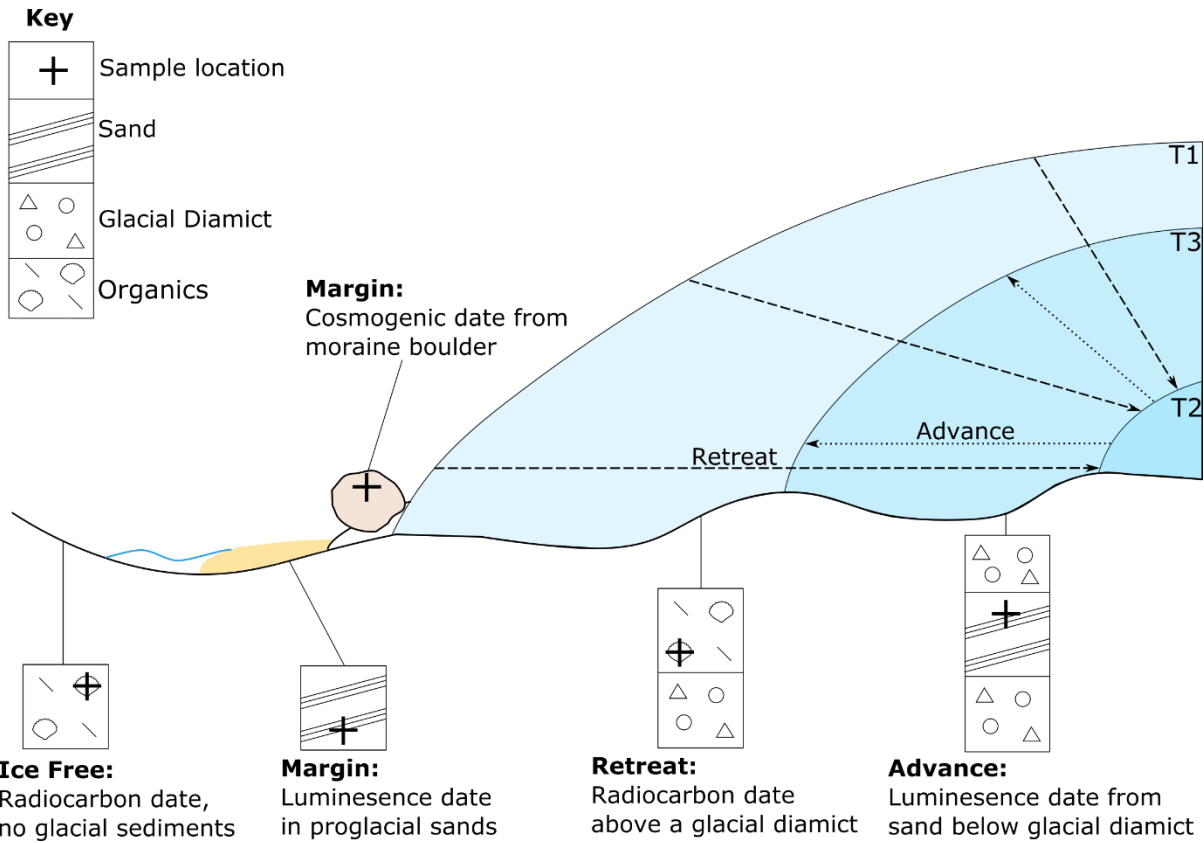 Key
Sample location
Sand
Glacial Diamict
Organics
Margin:
Cosmogenic date from
moraine boulder
T1
T3
T2
Advance
Retreat
Ice Free:
Radiocarbon date,
no glacial sediments
Margin:
Luminesence date
in proglacial sands
Retreat:
Radiocarbon date
above a glacial diamict
Advance:
Luminesence date from
sand below glacial diamict